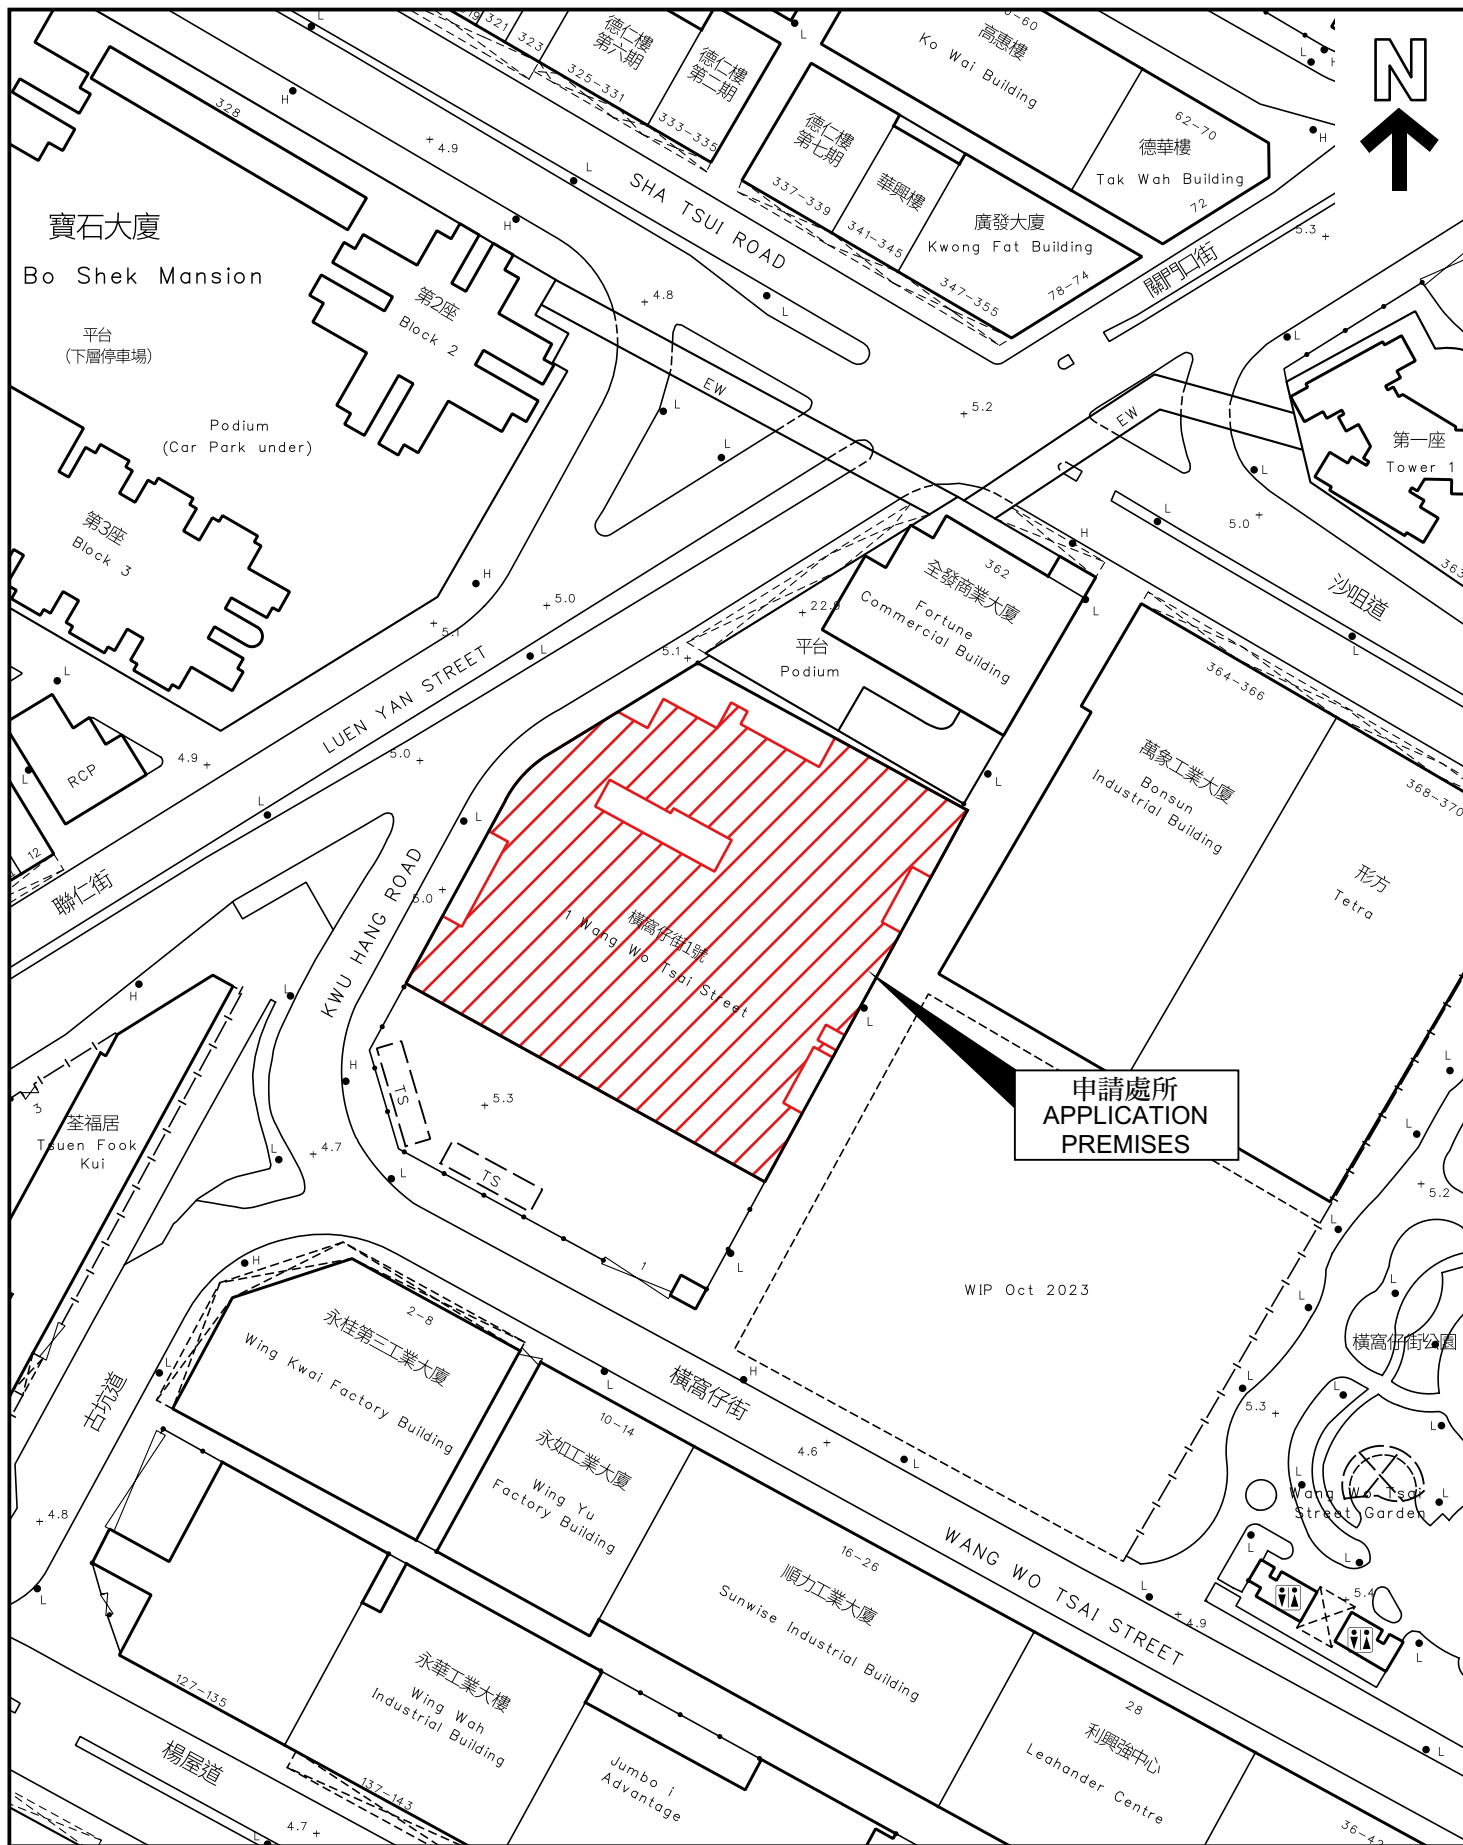 321
323
德仁樓
第六期
325-331
德仁樓
第二期
333-335
高惠樓
Ko Wai Building
62-70
德華樓
Tak Wah Building
72
德仁樓
第七期
337-339
華興樓
341-345
廣發大廈
Kwong Fat Building
347-355
78-74
N
328
4.9
SHA TSUI ROAD
關門口街
5.3
寶石大廈
Bo Shek Mansion
平台
(下層停車場)
Podium
(Car Park under)
第2座
Block 2
4.8
EW
5.2
EW
第一座
Tower 1
5.0
第3座
Block 3
5.0
5.1
沙咀道
362
全發商業大廈
Fortune
Commercial Building
平台
Podium
5.1
LUEN YAN STREET
364-366
萬象工業大廈
Bonsun
Industrial Building
368-370
形方
Tetra
RCP
4.9
5.0
12
聯仁街
KWU HANG ROAD
5.0
橫窩仔街1號
1 Wang Wo Tsai Street
申請處所
APPLICATION
PREMISES
3
荃福居
Tsuen Fook
Kui
4.7
TS
TS
5.3
1
5.2
WIP Oct 2023
橫窩仔街公園
Wang Wo Tsai
Street Garden
5.3
5.4
2-8
永桂第三工業大廈
Wing Kwai Factory Building
古坑道
4.8
10-14
永如工業大廈
Wing Yu
Factory Building
橫窩仔街
4.6
WANG WO TSAI STREET
4.9
16-26
順力工業大廈
Sunwise Industrial Building
127-135
永華工業大樓
Wing Wah
Industrial Building
137-143
楊屋道
4.7
Jumbo i
Advantage
28
利興強中心
Leahander Centre